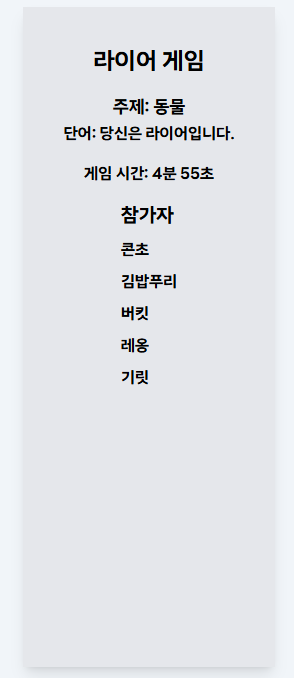 라이어 게임
주제: 동물
단어: 당신은 라이어입니다.
게임 시간: 4분 55초
참가자
콘초
김밥푸리
버킷
레옹
기릿